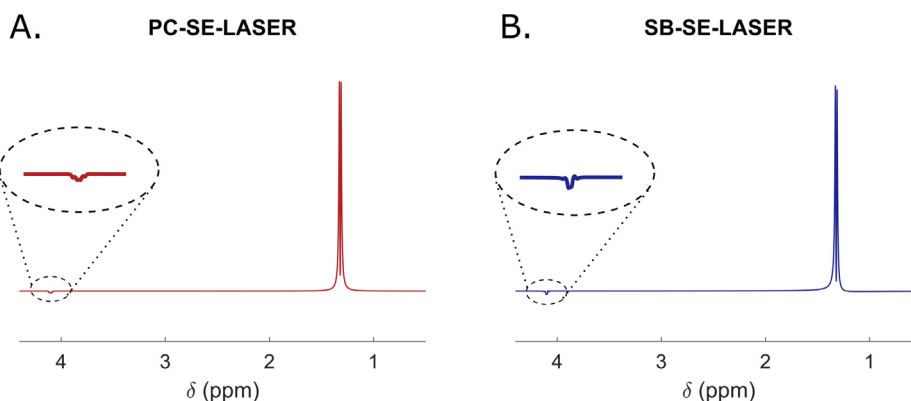 A.
PC-SE-LASER
4 3 2 1
δ (ppm)
B.
SB-SE-LASER
4 3 2 1
δ (ppm)